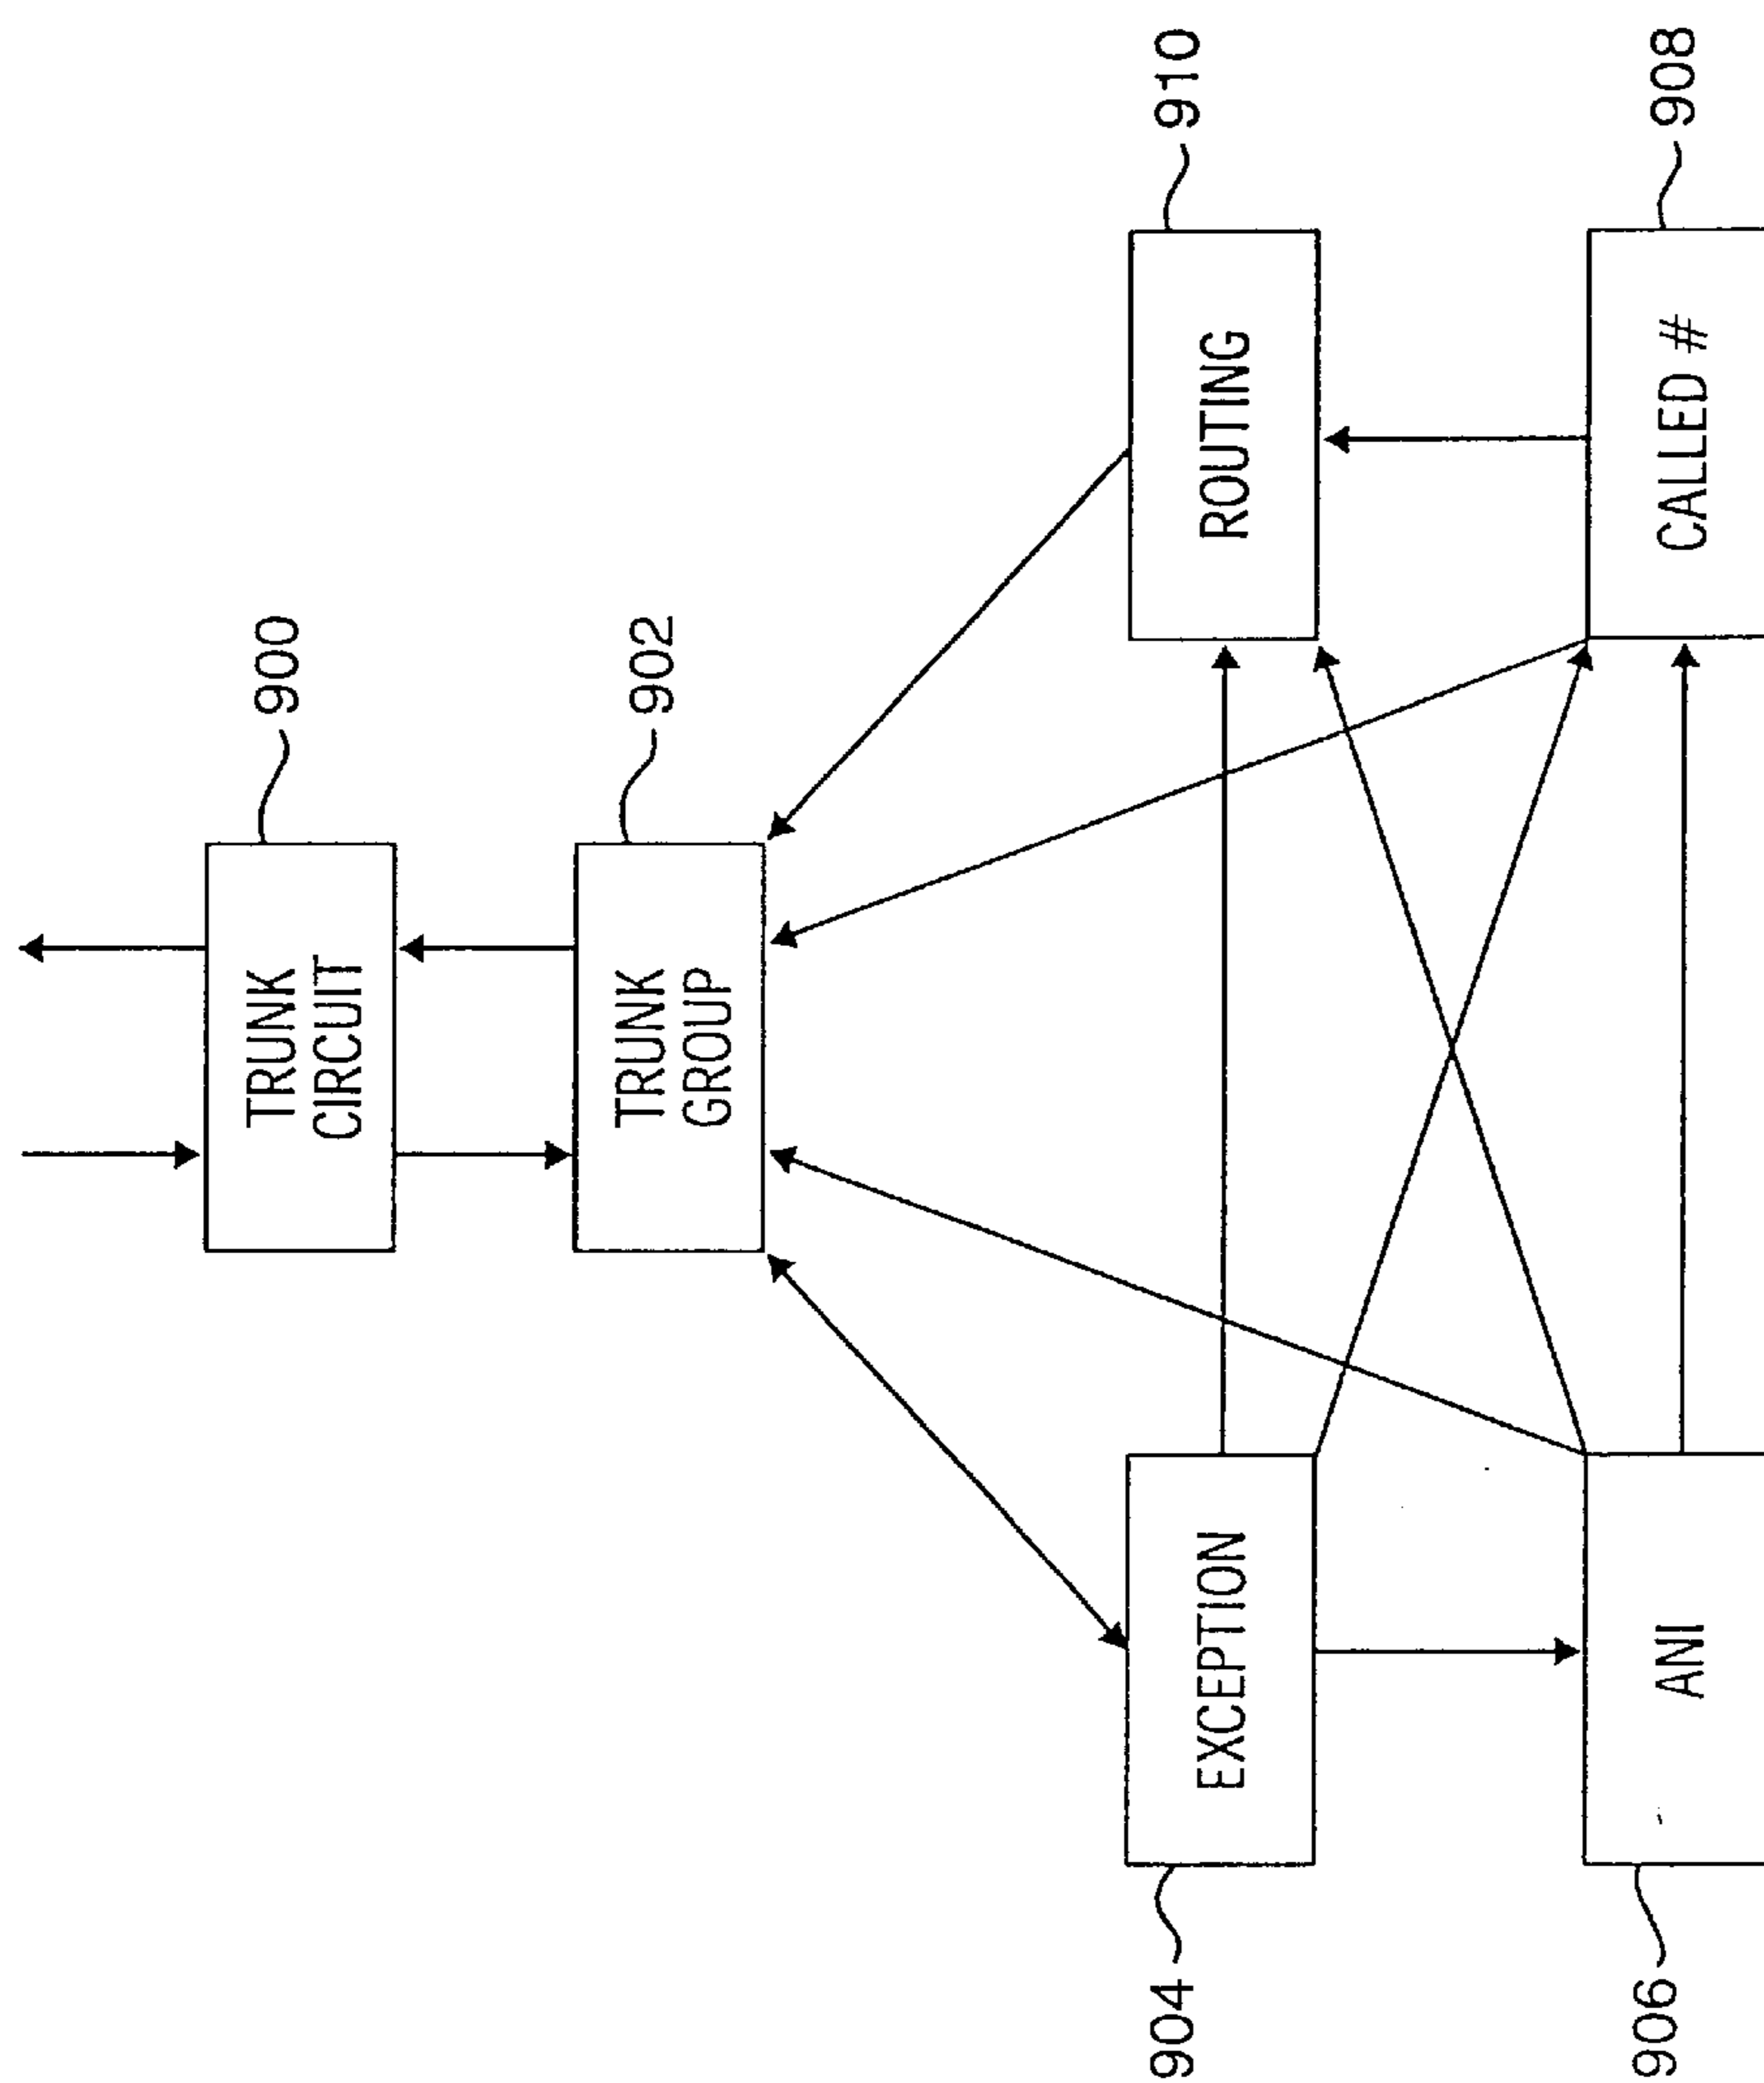 TRUNK
CIRCUIT
900
TRUNK
GROUP
902
904
EXCEPTION
ROUTING
910
906
ANI
CALLED #
908